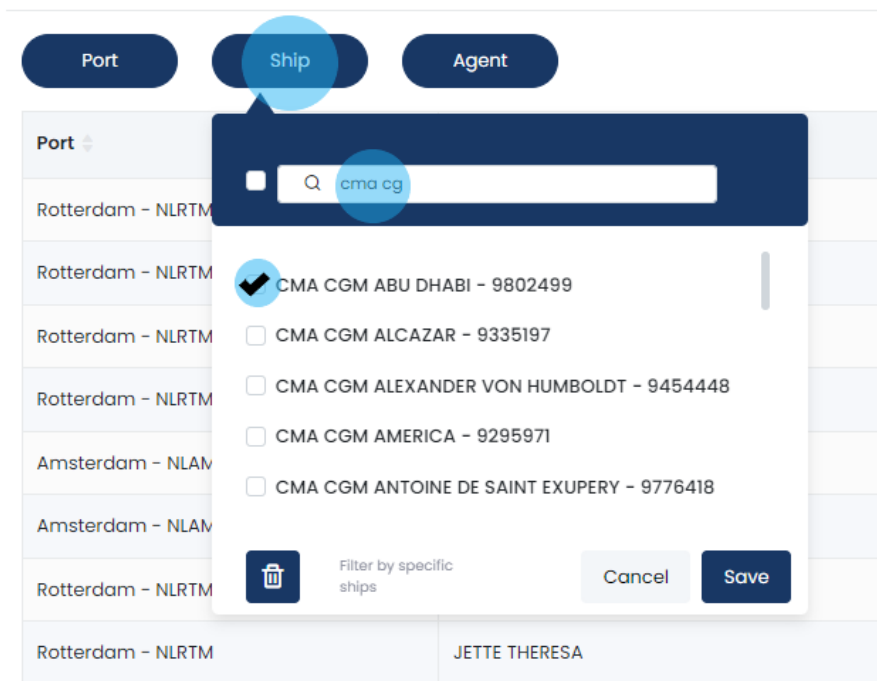 Port
Ship
Agent
Port
cma cg
Rotterdam - NLRTM
Rotterdam - NLRTM
CMA CGM ABU DHABI - 9802499
Rotterdam - NLRTM
CMA CGM ALCAZAR - 9335197
Rotterdam - NLRTM
CMA CGM ALEXANDER VON HUMBOLDT - 9454448
CMA CGM AMERICA - 9295971
Amsterdam - NLAM
CMA CGM ANTOINE DE SAINT EXUPERY - 9776418
Amsterdam - NLAM
Rotterdam - NLRTM
Filter by specific
ships
Cancel
Save
Rotterdam - NLRTM
JETTE THERESA